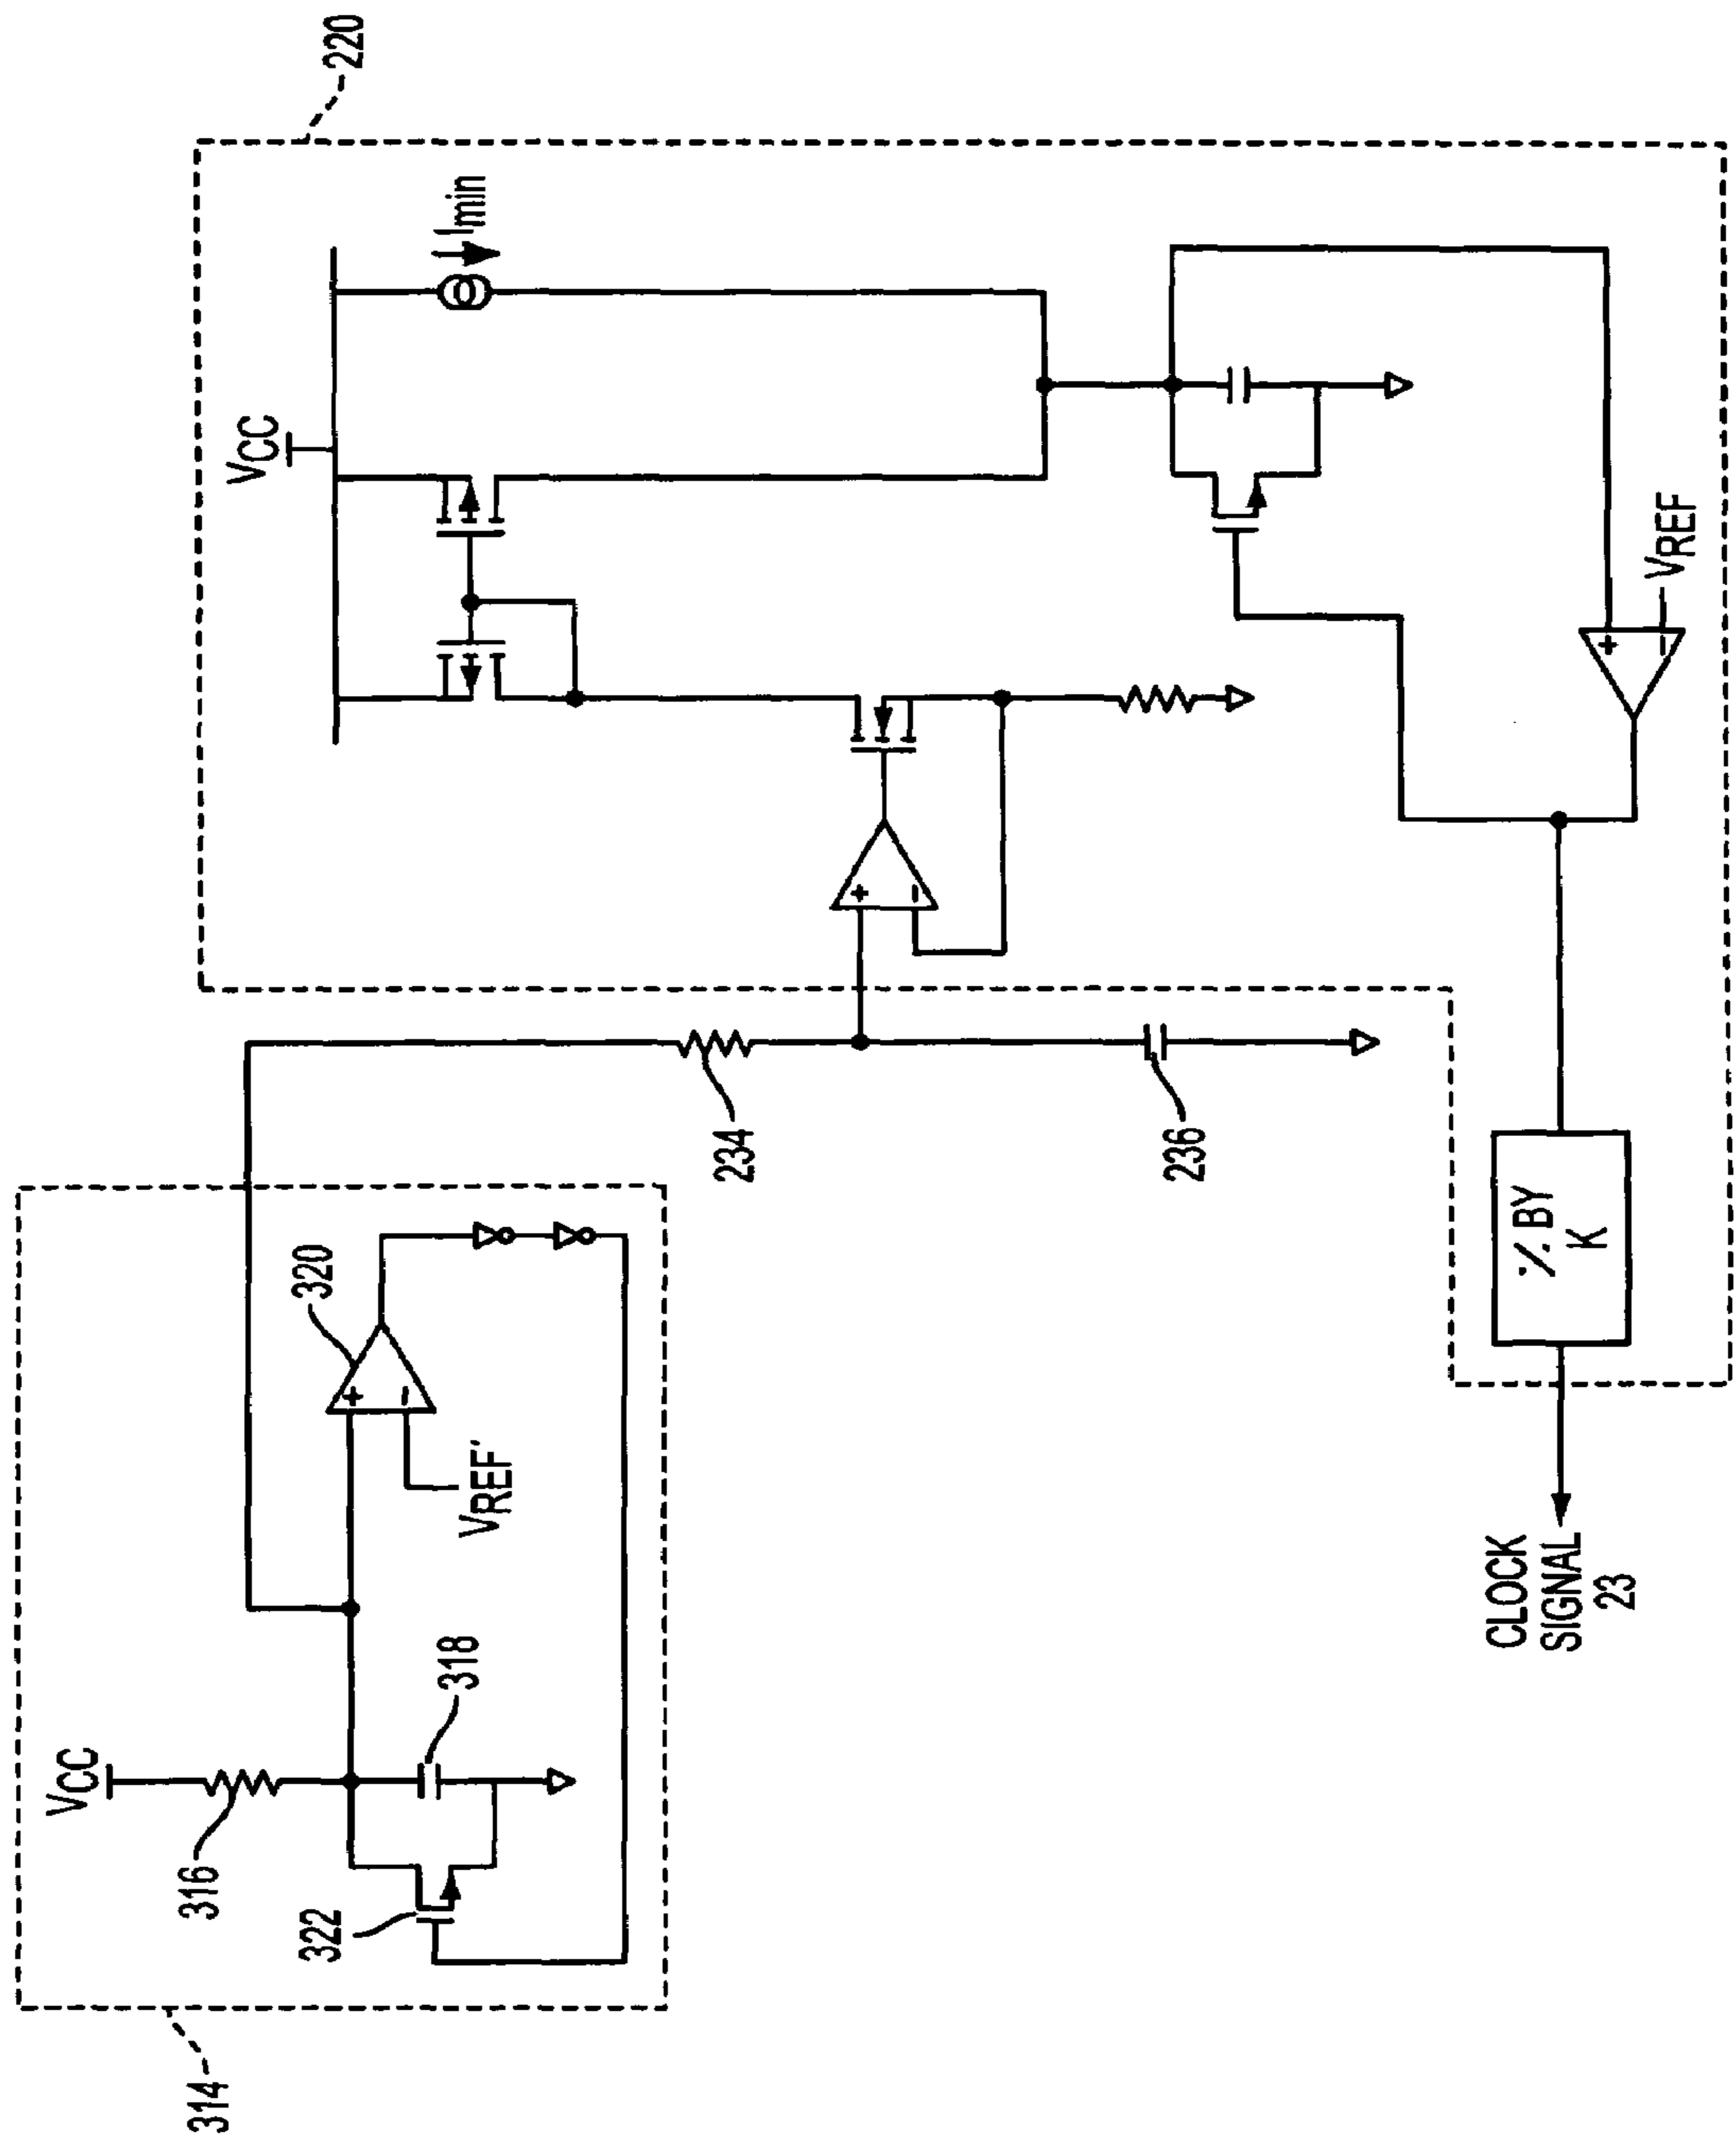 220
VCC
Imin
VREF
+
−
+
−
234
236
VCC
316
318
320
+
−
VREF'
322
314
% BY
K
CLOCK
SIGNAL
23